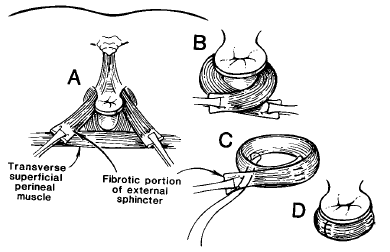 A
B
Transverse
superficial
perineal
muscle
Fibrotic portion
of external
sphincter
C
D